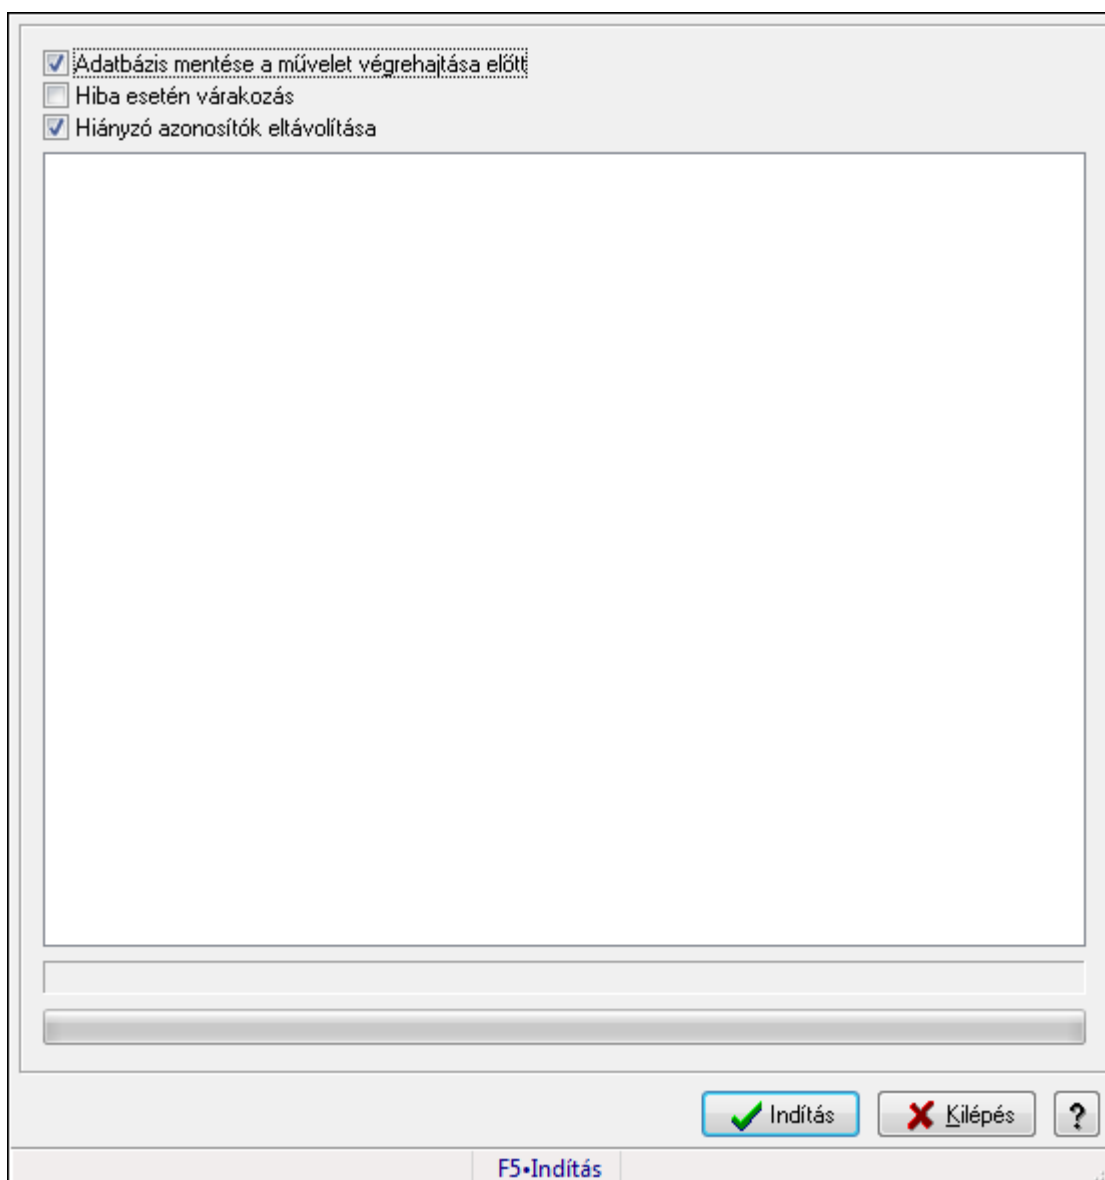 Adatbázis mentése a művelet végrehajtása előtt
Hiba esetén várakozás
Hiányzó azonosítók eltávolítása
Indítás
Kilépés
?
F5•Indítás